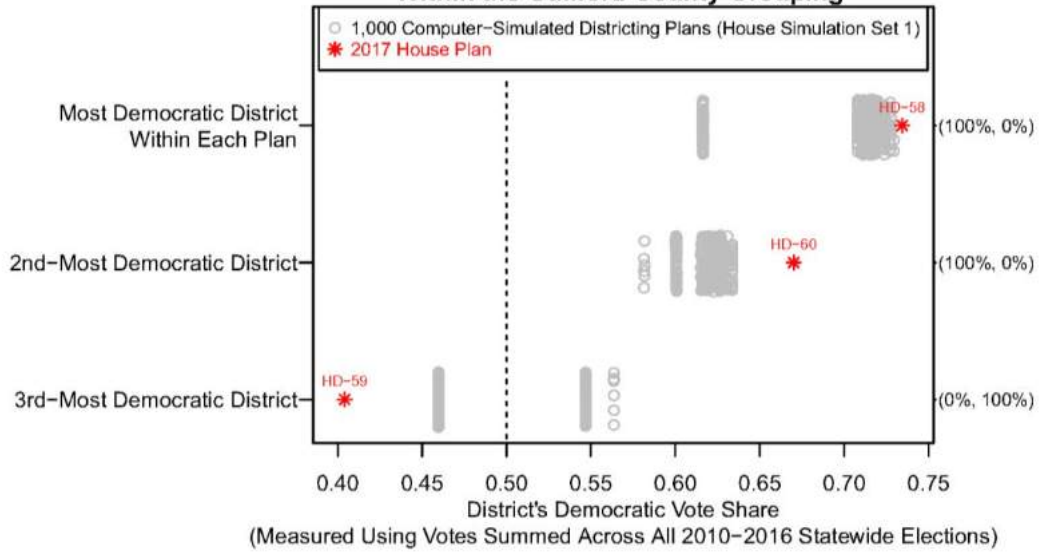 1,000 Computer−Simulated Districting Plans (House Simulation Set 1)
2017 House Plan
Most Democratic District
Within Each Plan
HD−58
(100%, 0%)
2nd−Most Democratic District
HD−60
(100%, 0%)
3rd−Most Democratic District
HD−59
(0%, 100%)
0.40 0.45 0.50 0.55 0.60 0.65 0.70 0.75
District's Democratic Vote Share
(Measured Using Votes Summed Across All 2010−2016 Statewide Elections)